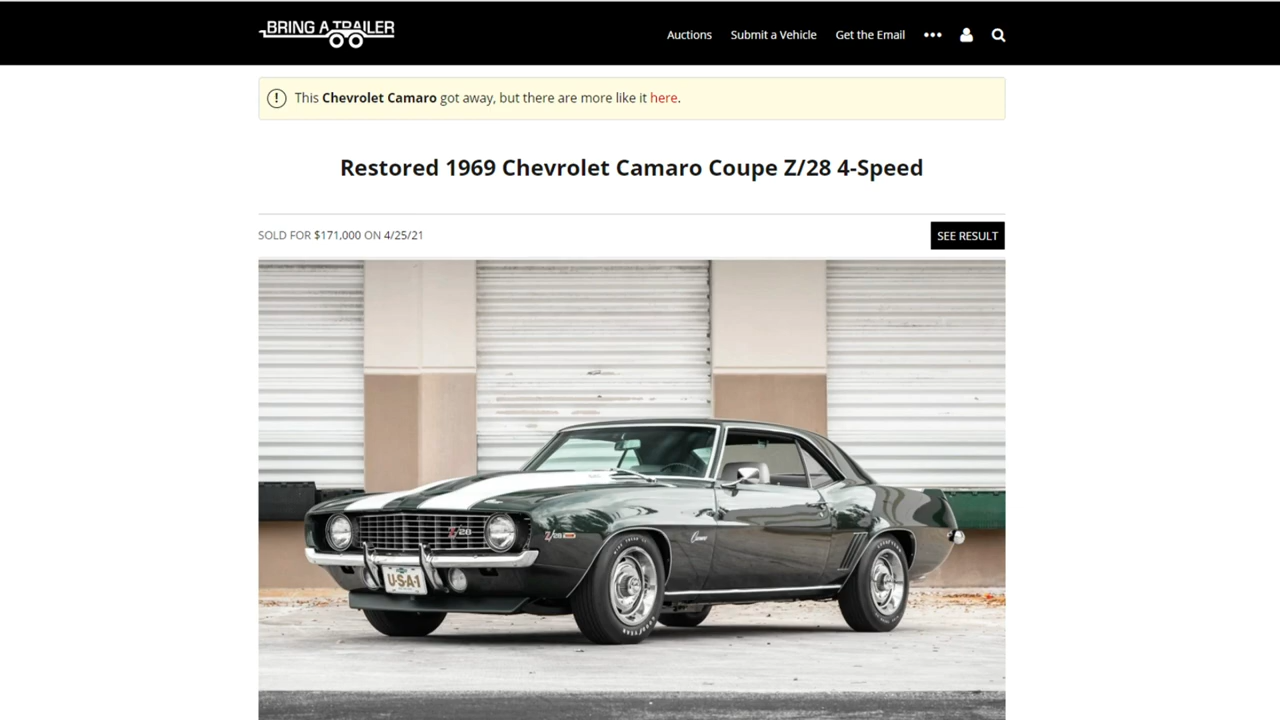 BRING A TRAILER
Auctions Submit a Vehicle Get the Email
This Chevrolet Camaro got away, but there are more like it here.
Restored 1969 Chevrolet Camaro Coupe Z/28 4-Speed
SOLD FOR $171,000 ON 4/25/21
SEE RESULT
Z/28
Z/28
Camaro
USA-1